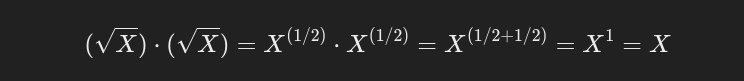 (√X) · (√X) = X^(1/2) · X^(1/2) = X^(1/2+1/2) = X^1 = X